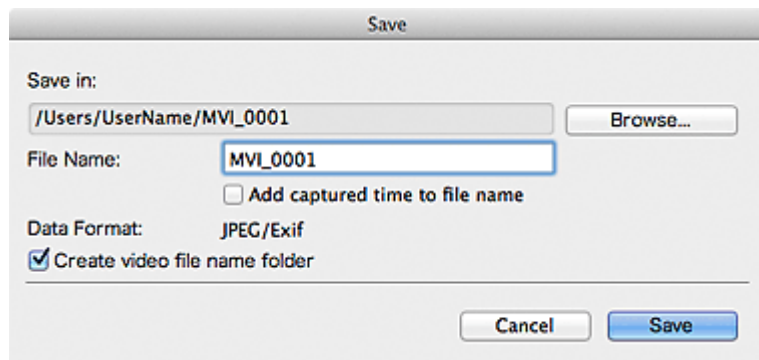 Save
Save in:
/Users/UserName/MVI_0001
Browse...
File Name:
MVI_0001
Add captured time to file name
Data Format:
JPEG/Exif
Create video file name folder
Cancel
Save